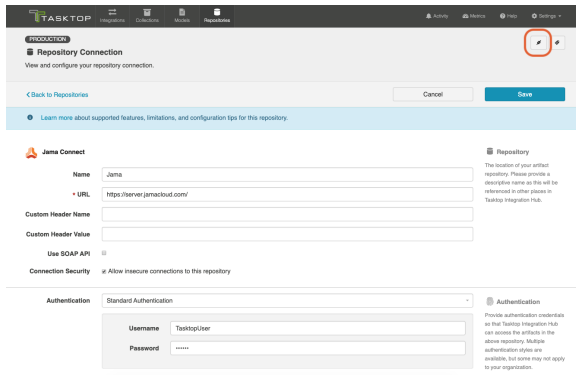 TASKTOP
Integrations
Collections
Models
Repositories
Activity
Metrics
Help
Settings
PRODUCTION
Repository Connection
View and configure your repository connection.
Back to Repositories
Cancel
Save
Learn more about supported features, limitations, and configuration tips for this repository.
Jama Connect
Name
Jama
* URL
https://server.jamacloud.com/
Custom Header Name
Custom Header Value
Use SOAP API
Connection Security
Allow insecure connections to this repository
Repository
The location of your artifact
repository. Please provide a
descriptive name as this will be
referenced in other places in
Tasktop Integration Hub.
Authentication
Standard Authentication
Username
TasktopUser
Password
••••••
Authentication
Provide authentication credentials
so that Tasktop Integration Hub
can access the artifacts in the
above repository. Multiple
authentication styles are
available, but some may not apply
to your organization.